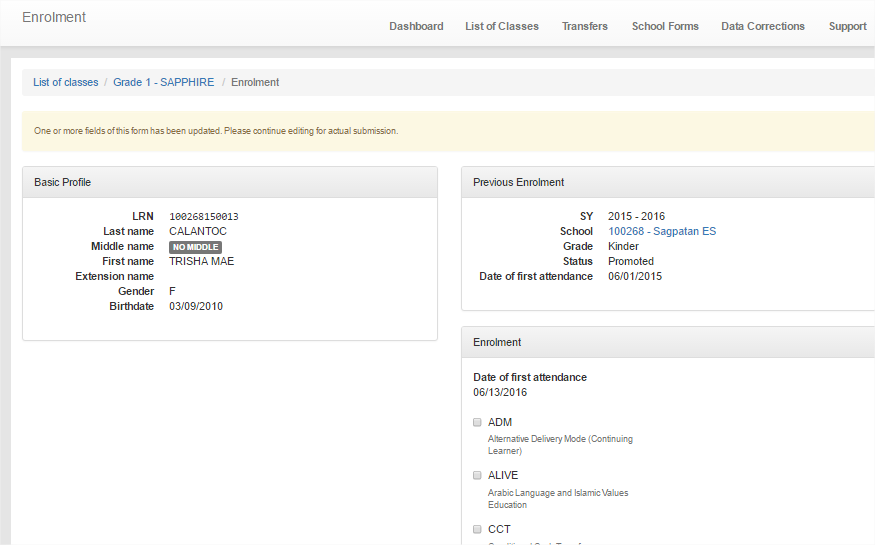 Enrolment
Dashboard List of Classes Transfers School Forms Data Corrections Support
List of classes / Grade 1 - SAPPHIRE / Enrolment
One or more fields of this form has been updated. Please continue editing for actual submission.
Basic Profile
LRN 100268150013
Last name CALANTOC
Middle name NO MIDDLE
First name TRISHA MAE
Extension name
Gender F
Birthdate 03/09/2010
Previous Enrolment
SY 2015 - 2016
School 100268 - Sagpatan ES
Grade Kinder
Status Promoted
Date of first attendance 06/01/2015
Enrolment
Date of first attendance
06/13/2016
ADM
Alternative Delivery Mode (Continuing
Learner)
ALIVE
Arabic Language and Islamic Values
Education
CCT